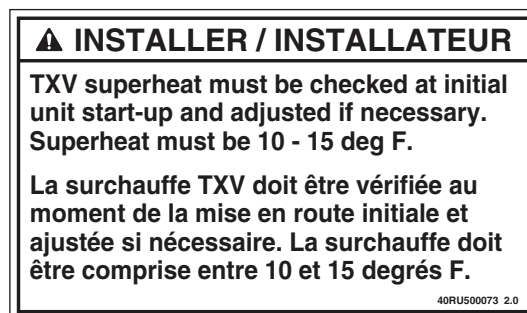 ⚠ INSTALLER / INSTALLATEUR
TXV superheat must be checked at initial
unit start-up and adjusted if necessary.
Superheat must be 10 - 15 deg F.
La surchauffe TXV doit être vérifiée au
moment de la mise en route initiale et
ajustée si nécessaire. La surchauffe doit
être comprise entre 10 et 15 degrés F.
40RU500073 2.0